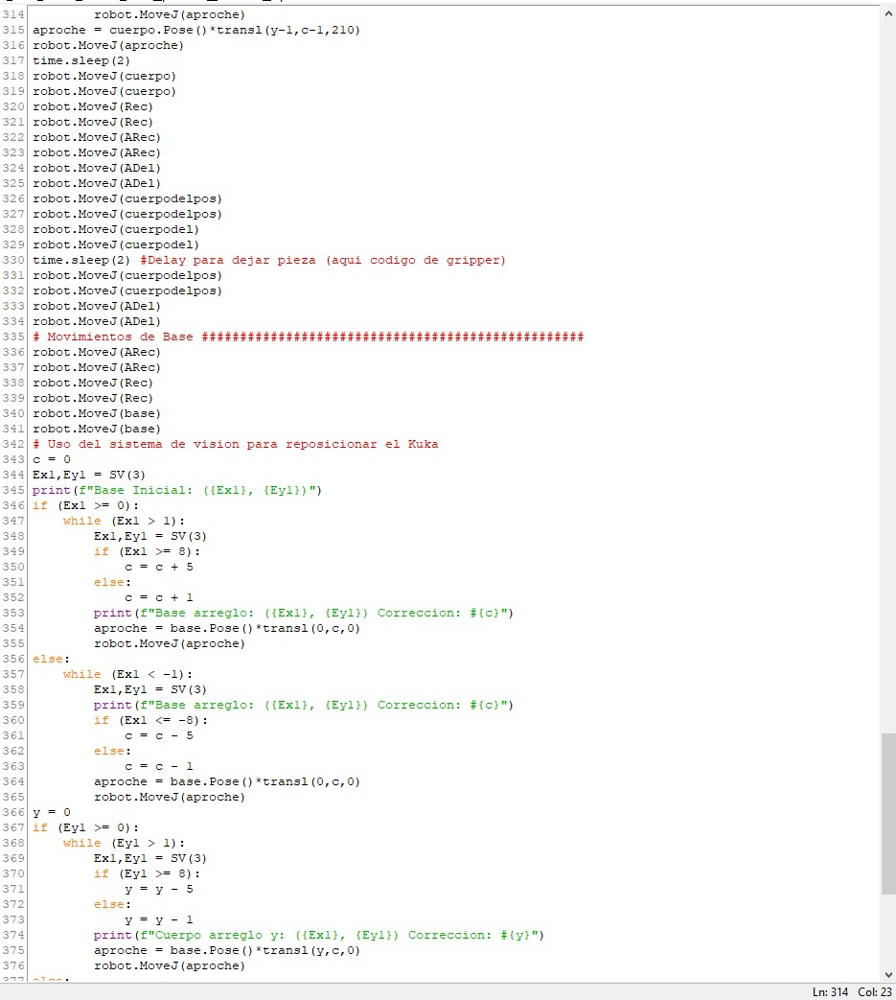 314         robot.MoveJ(aproche)
315 aproche = cuerpo.Pose()*transl(y-1,c-1,210)
316 robot.MoveJ(aproche)
317 time.sleep(2)
318 robot.MoveJ(cuerpo)
319 robot.MoveJ(cuerpo)
320 robot.MoveJ(Rec)
321 robot.MoveJ(Rec)
322 robot.MoveJ(ARec)
323 robot.MoveJ(ARec)
324 robot.MoveJ(ADel)
325 robot.MoveJ(ADel)
326 robot.MoveJ(cuerpodelpos)
327 robot.MoveJ(cuerpodelpos)
328 robot.MoveJ(cuerpodel)
329 robot.MoveJ(cuerpodel)
330 time.sleep(2) #Delay para dejar pieza (aqui codigo de gripper)
331 robot.MoveJ(cuerpodelpos)
332 robot.MoveJ(cuerpodelpos)
333 robot.MoveJ(ADel)
334 robot.MoveJ(ADel)
335 # Movimientos de Base ##################################################
336 robot.MoveJ(ARec)
337 robot.MoveJ(ARec)
338 robot.MoveJ(Rec)
339 robot.MoveJ(Rec)
340 robot.MoveJ(base)
341 robot.MoveJ(base)
342 # Uso del sistema de vision para reposicionar el Kuka
343 c = 0
344 Ex1,Ey1 = SV(3)
345 print(f"Base Inicial: ({Ex1}, {Ey1})")
346 if (Ex1 >= 0):
347     while (Ex1 > 1):
348         Ex1,Ey1 = SV(3)
349         if (Ex1 >= 8):
350             c = c + 5
351         else:
352             c = c + 1
353         print(f"Base arreglo: ({Ex1}, {Ey1}) Correccion: #{c}")
354         aproche = base.Pose()*transl(0,c,0)
355         robot.MoveJ(aproche)
356 else:
357     while (Ex1 < -1):
358         Ex1,Ey1 = SV(3)
359         print(f"Base arreglo: ({Ex1}, {Ey1}) Correccion: #{c}")
360         if (Ex1 <= -8):
361             c = c - 5
362         else:
363             c = c - 1
364         aproche = base.Pose()*transl(0,c,0)
365         robot.MoveJ(aproche)
366 y = 0
367 if (Ey1 >= 0):
368     while (Ey1 > 1):
369         Ex1,Ey1 = SV(3)
370         if (Ey1 >= 8):
371             y = y - 5
372         else:
373             y = y - 1
374         print(f"Cuerpo arreglo y: ({Ex1}, {Ey1}) Correccion: #{y}")
375         aproche = base.Pose()*transl(y,c,0)
376         robot.MoveJ(aproche)
377 else:
Ln: 314 Col: 23